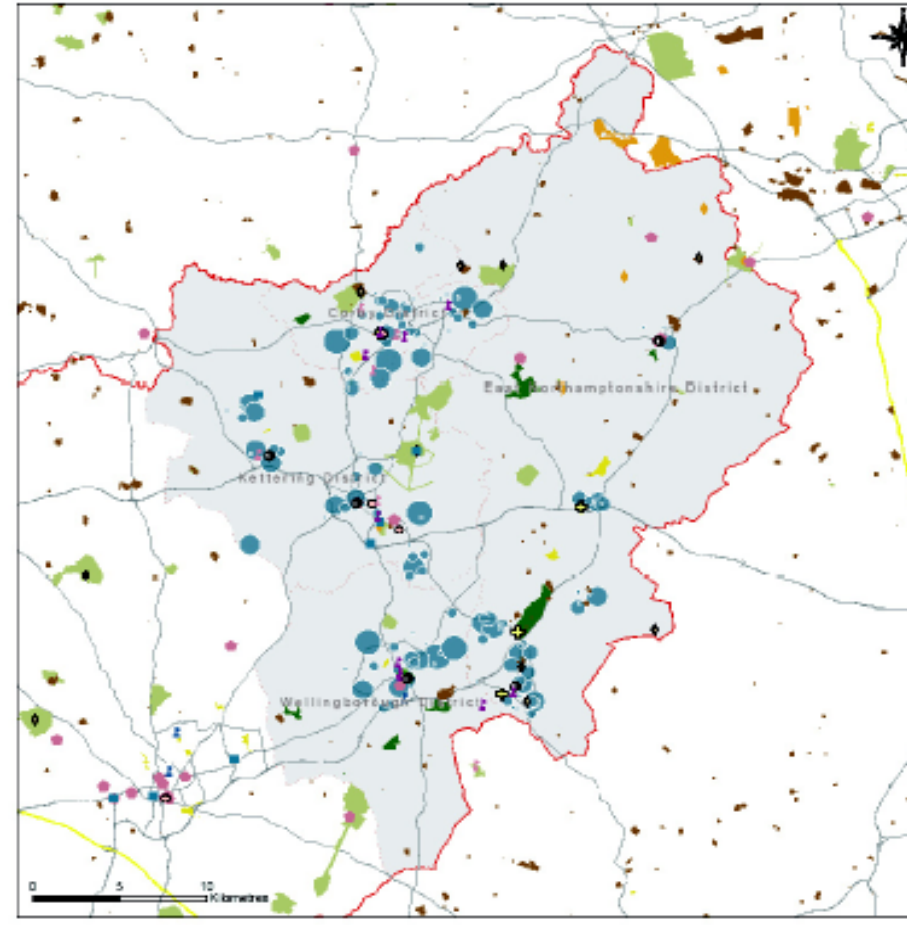 Corby District
East Northamptonshire District
Kettering District
Wellingborough District
0 5 10
Kilometres